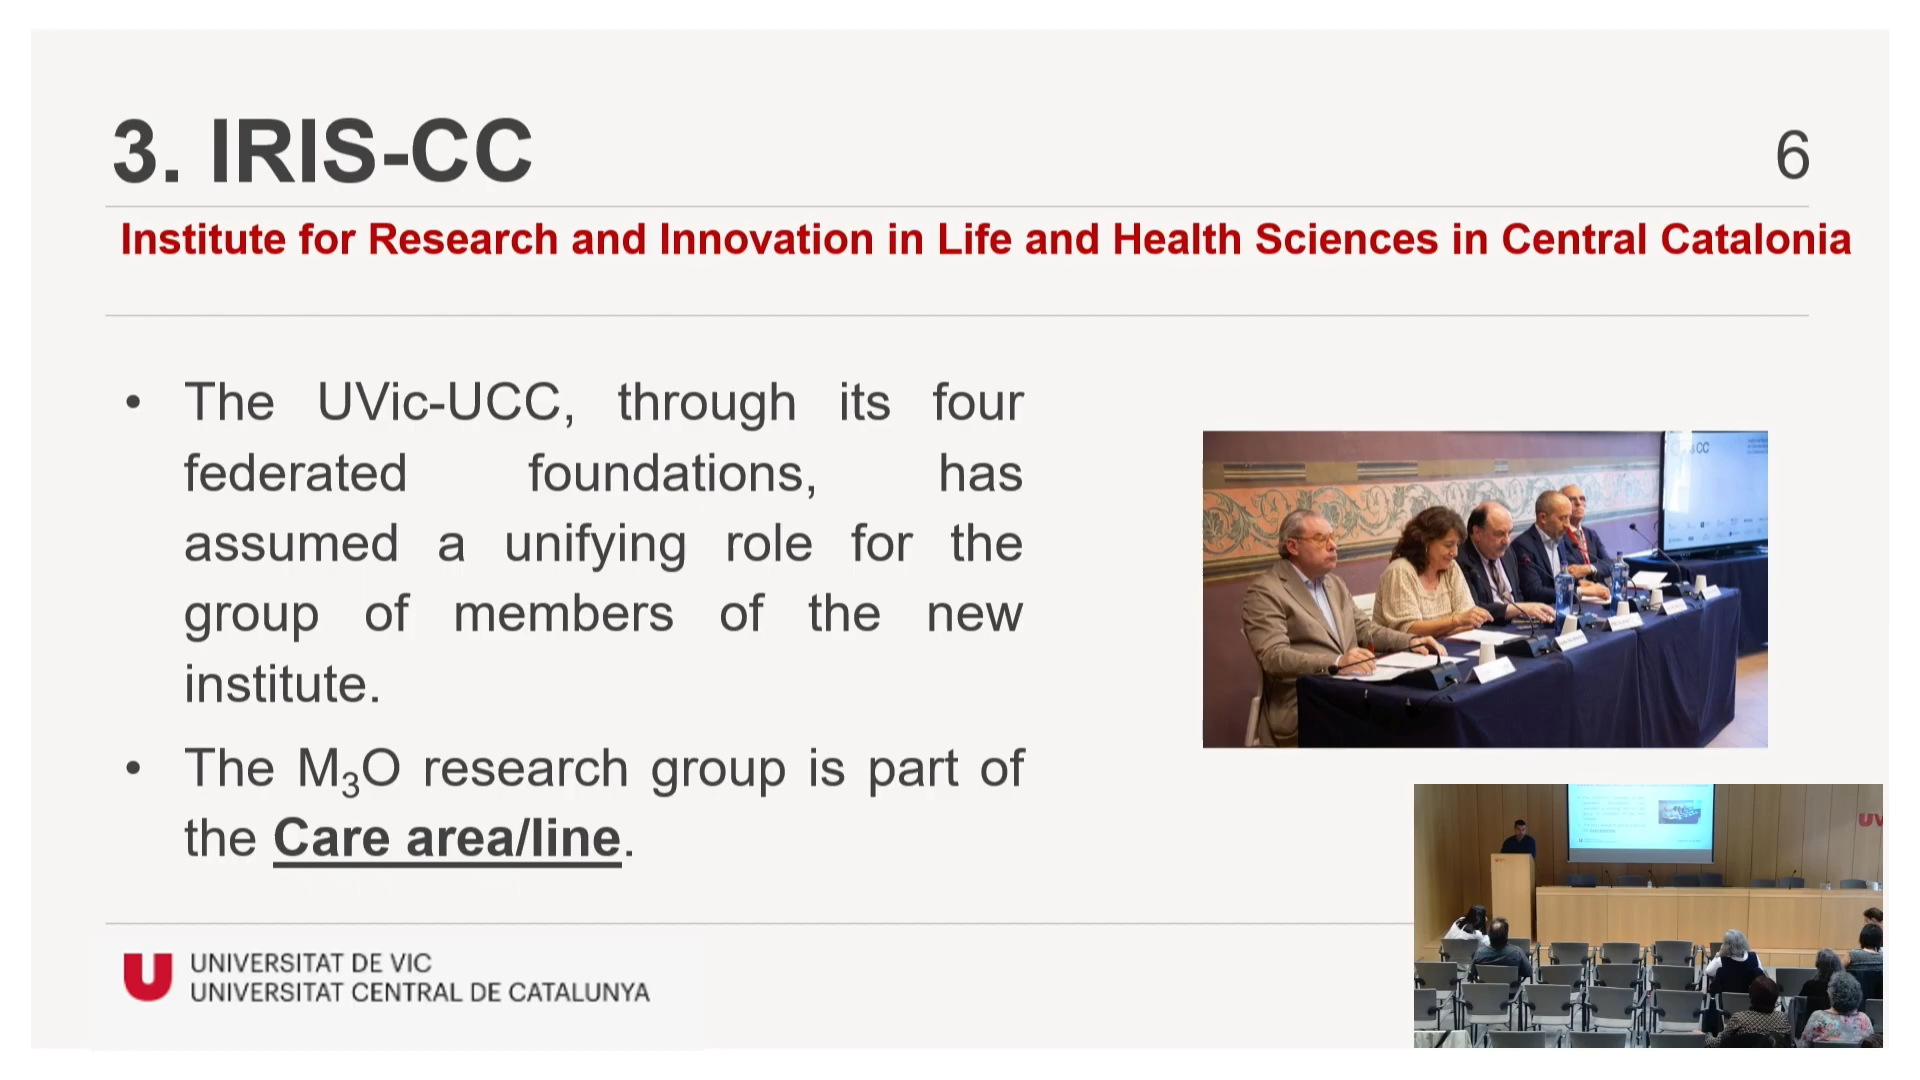 3. IRIS-CC
6
Institute for Research and Innovation in Life and Health Sciences in Central Catalonia
• The UVic-UCC, through its four
federated foundations, has
assumed a unifying role for the
group of members of the new
institute.
• The M₃O research group is part of
the Care area/line.
CC
U UNIVERSITAT DE VIC
UNIVERSITAT CENTRAL DE CATALUNYA
UV